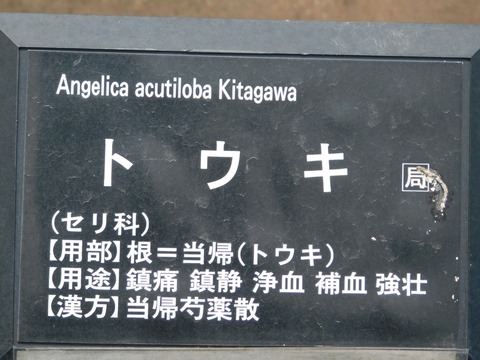 Angelica acutiloba Kitagawa
トウキ 局
(セリ科)
【用部】根=当帰(トウキ)
【用途】鎮痛 鎮静 浄血 補血 強壮
【漢方】当帰芍薬散